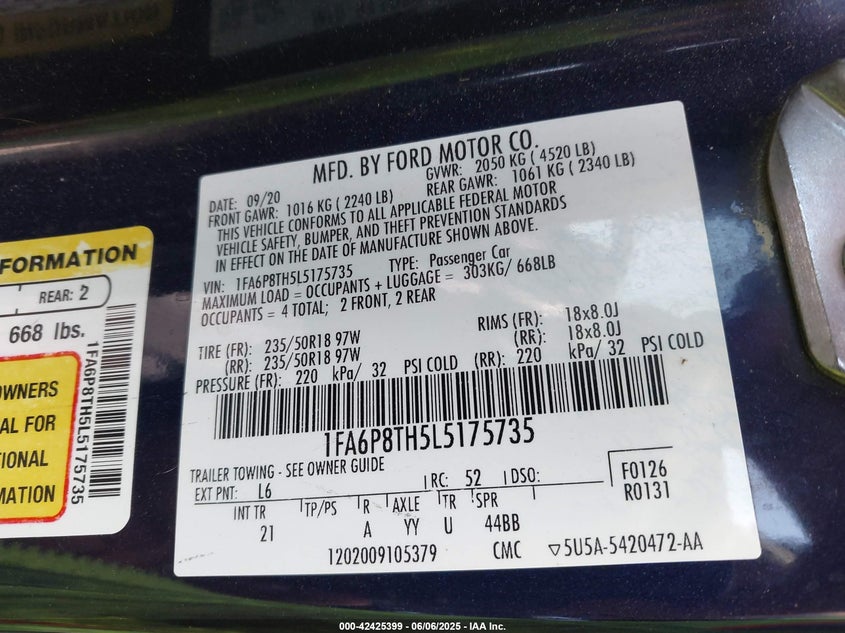 MFD. BY FORD MOTOR CO.
DATE: 09/20 GVWR: 2050 KG ( 4520 LB)
FRONT GAWR: 1016 KG ( 2240 LB) REAR GAWR: 1061 KG ( 2340 LB)
THIS VEHICLE CONFORMS TO ALL APPLICABLE FEDERAL MOTOR
VEHICLE SAFETY, BUMPER, AND THEFT PREVENTION STANDARDS
IN EFFECT ON THE DATE OF MANUFACTURE SHOWN ABOVE.
VIN: 1FA6P8TH5L5175735 TYPE: Passenger Car
MAXIMUM LOAD = OCCUPANTS + LUGGAGE = 303KG/ 668LB
OCCUPANTS = 4 TOTAL; 2 FRONT, 2 REAR
TIRE (FR): 235/50R18 97W RIMS (FR): 18x8.0J
(RR): 235/50R18 97W (RR): 18x8.0J
PRESSURE (FR): 220 kPa/ 32 PSI COLD (RR): 220 kPa/ 32 PSI COLD
1FA6P8TH5L5175735
TRAILER TOWING - SEE OWNER GUIDE
EXT PNT: L6 RC: 52 DSO: F0126
R0131
INT TR TP/PS R AXLE TR SPR
21 A YY U 44BB
1202009105379 CMC ▽5U5A-5420472-AA
FORMATION
REAR: 2
668 lbs.
OWNERS
AL FOR
TIONAL
MATION
1FA6P8TH5L5175735
000-42425399 - 06/06/2025 - IAA Inc.